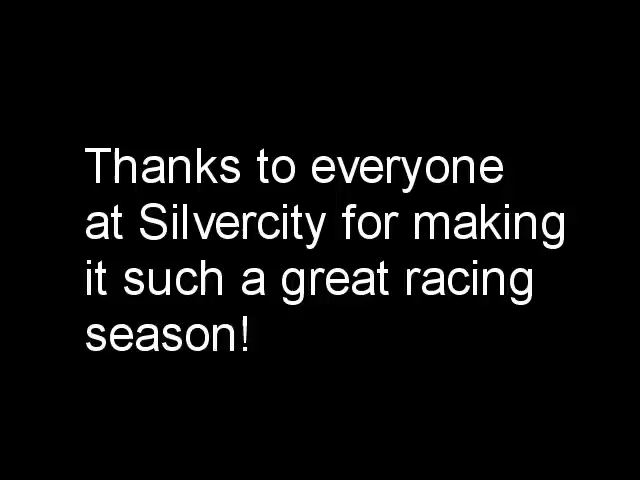 Thanks to everyone
at Silvercity for making
it such a great racing
season!